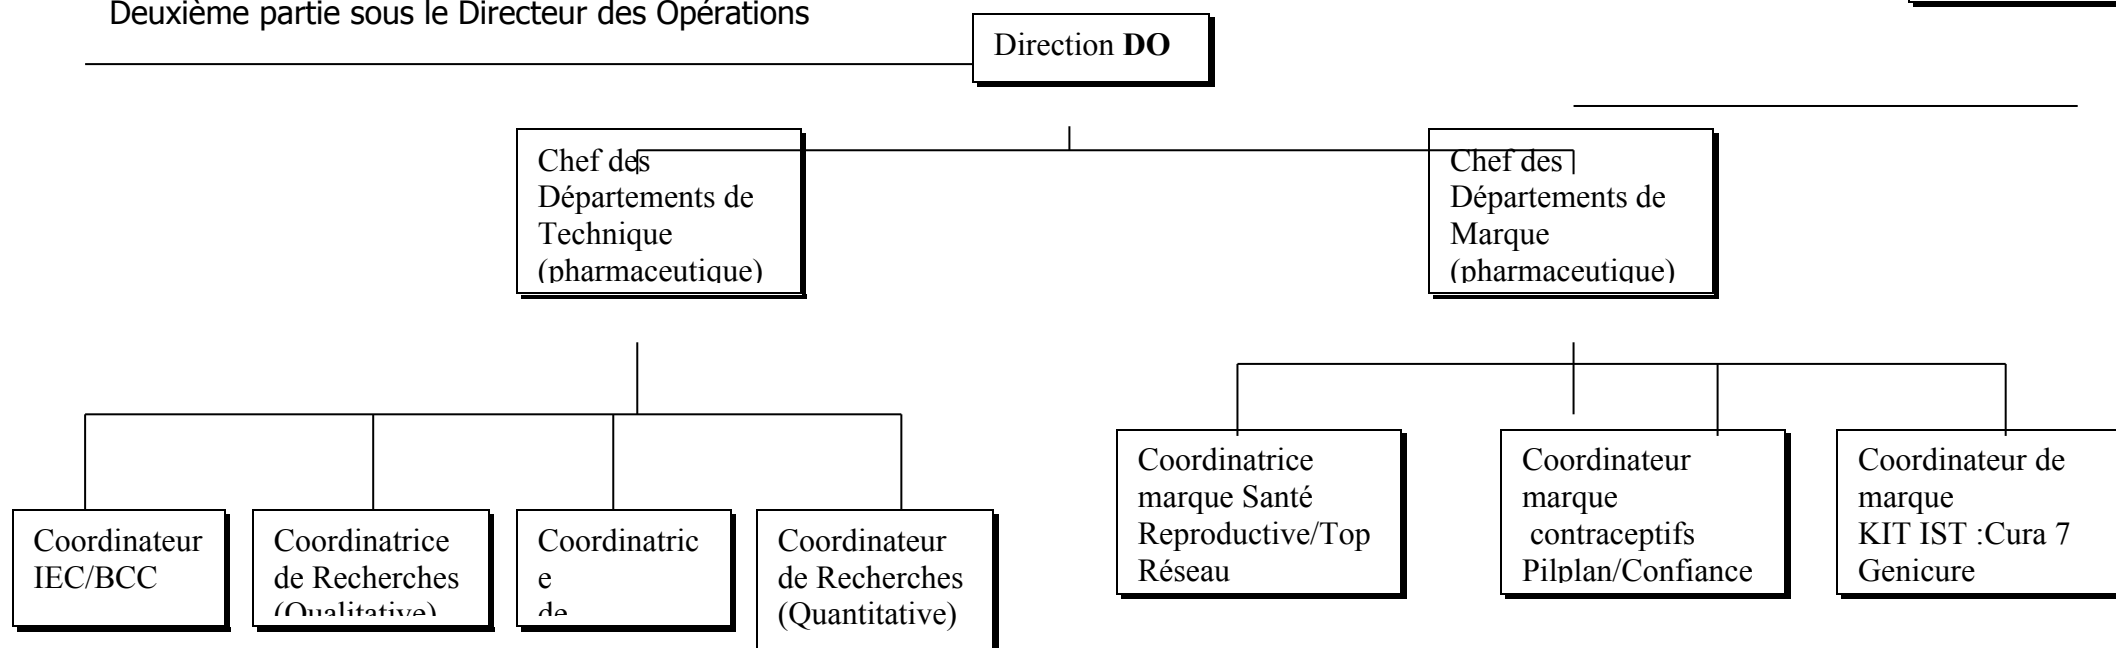 Deuxième partie sous le Directeur des Opérations
Direction DO
Chef des
Départements de
Technique
(pharmaceutique)
Chef des
Départements de
Marque
(pharmaceutique)
Coordinateur
IEC/BCC
Coordinatrice
de Recherches
(Qualitative)
Coordinatric
e
de
Coordinateur
de Recherches
(Quantitative)
Coordinatrice
marque Santé
Reproductive/Top
Réseau
Coordinateur
marque
contraceptifs
Pilplan/Confiance
Coordinateur de
marque
KIT IST :Cura 7
Genicure